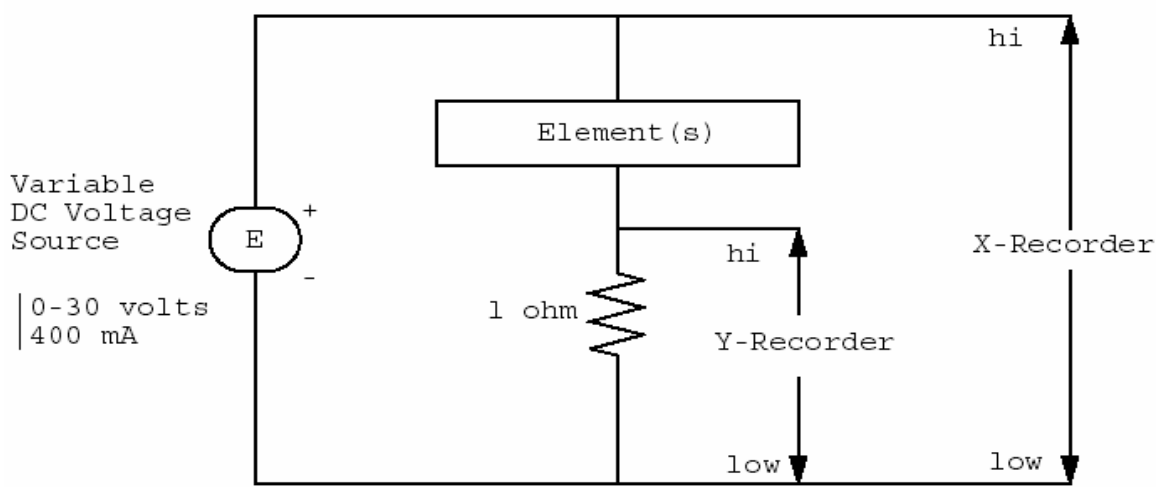 hi
Element(s)
Variable
DC Voltage
Source
+
E
-
0-30 volts
400 mA
hi
1 ohm
X-Recorder
Y-Recorder
low
low